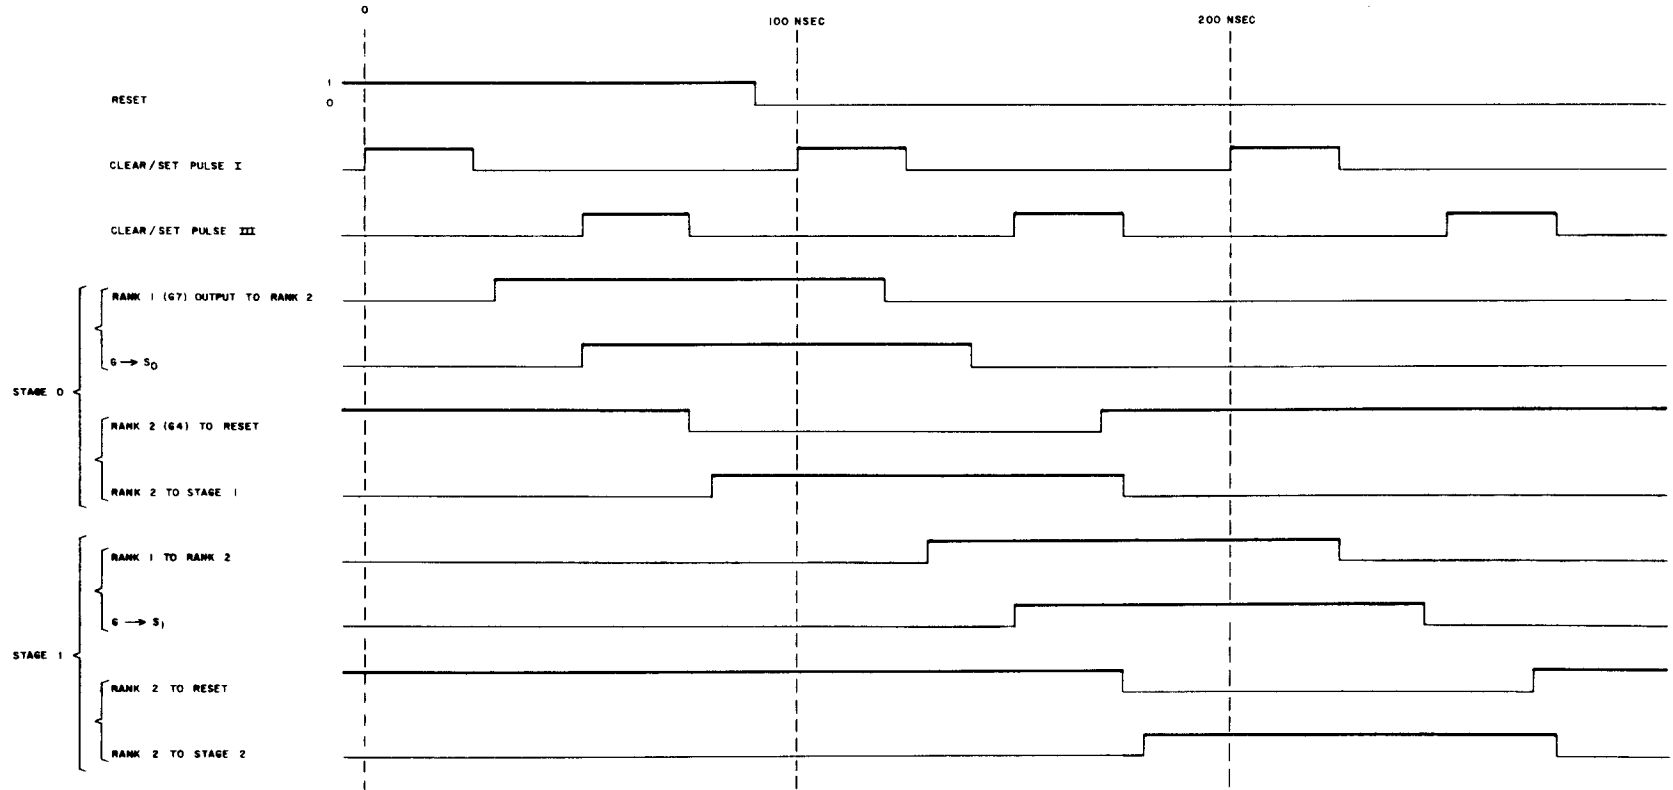 0
100 NSEC
200 NSEC
1
RESET
0
CLEAR/SET PULSE I
CLEAR/SET PULSE III
RANK 1 (G7) OUTPUT TO RANK 2
G → S0
STAGE 0
RANK 2 (G4) TO RESET
RANK 2 TO STAGE 1
RANK 1 TO RANK 2
G → S1
STAGE 1
RANK 2 TO RESET
RANK 2 TO STAGE 2